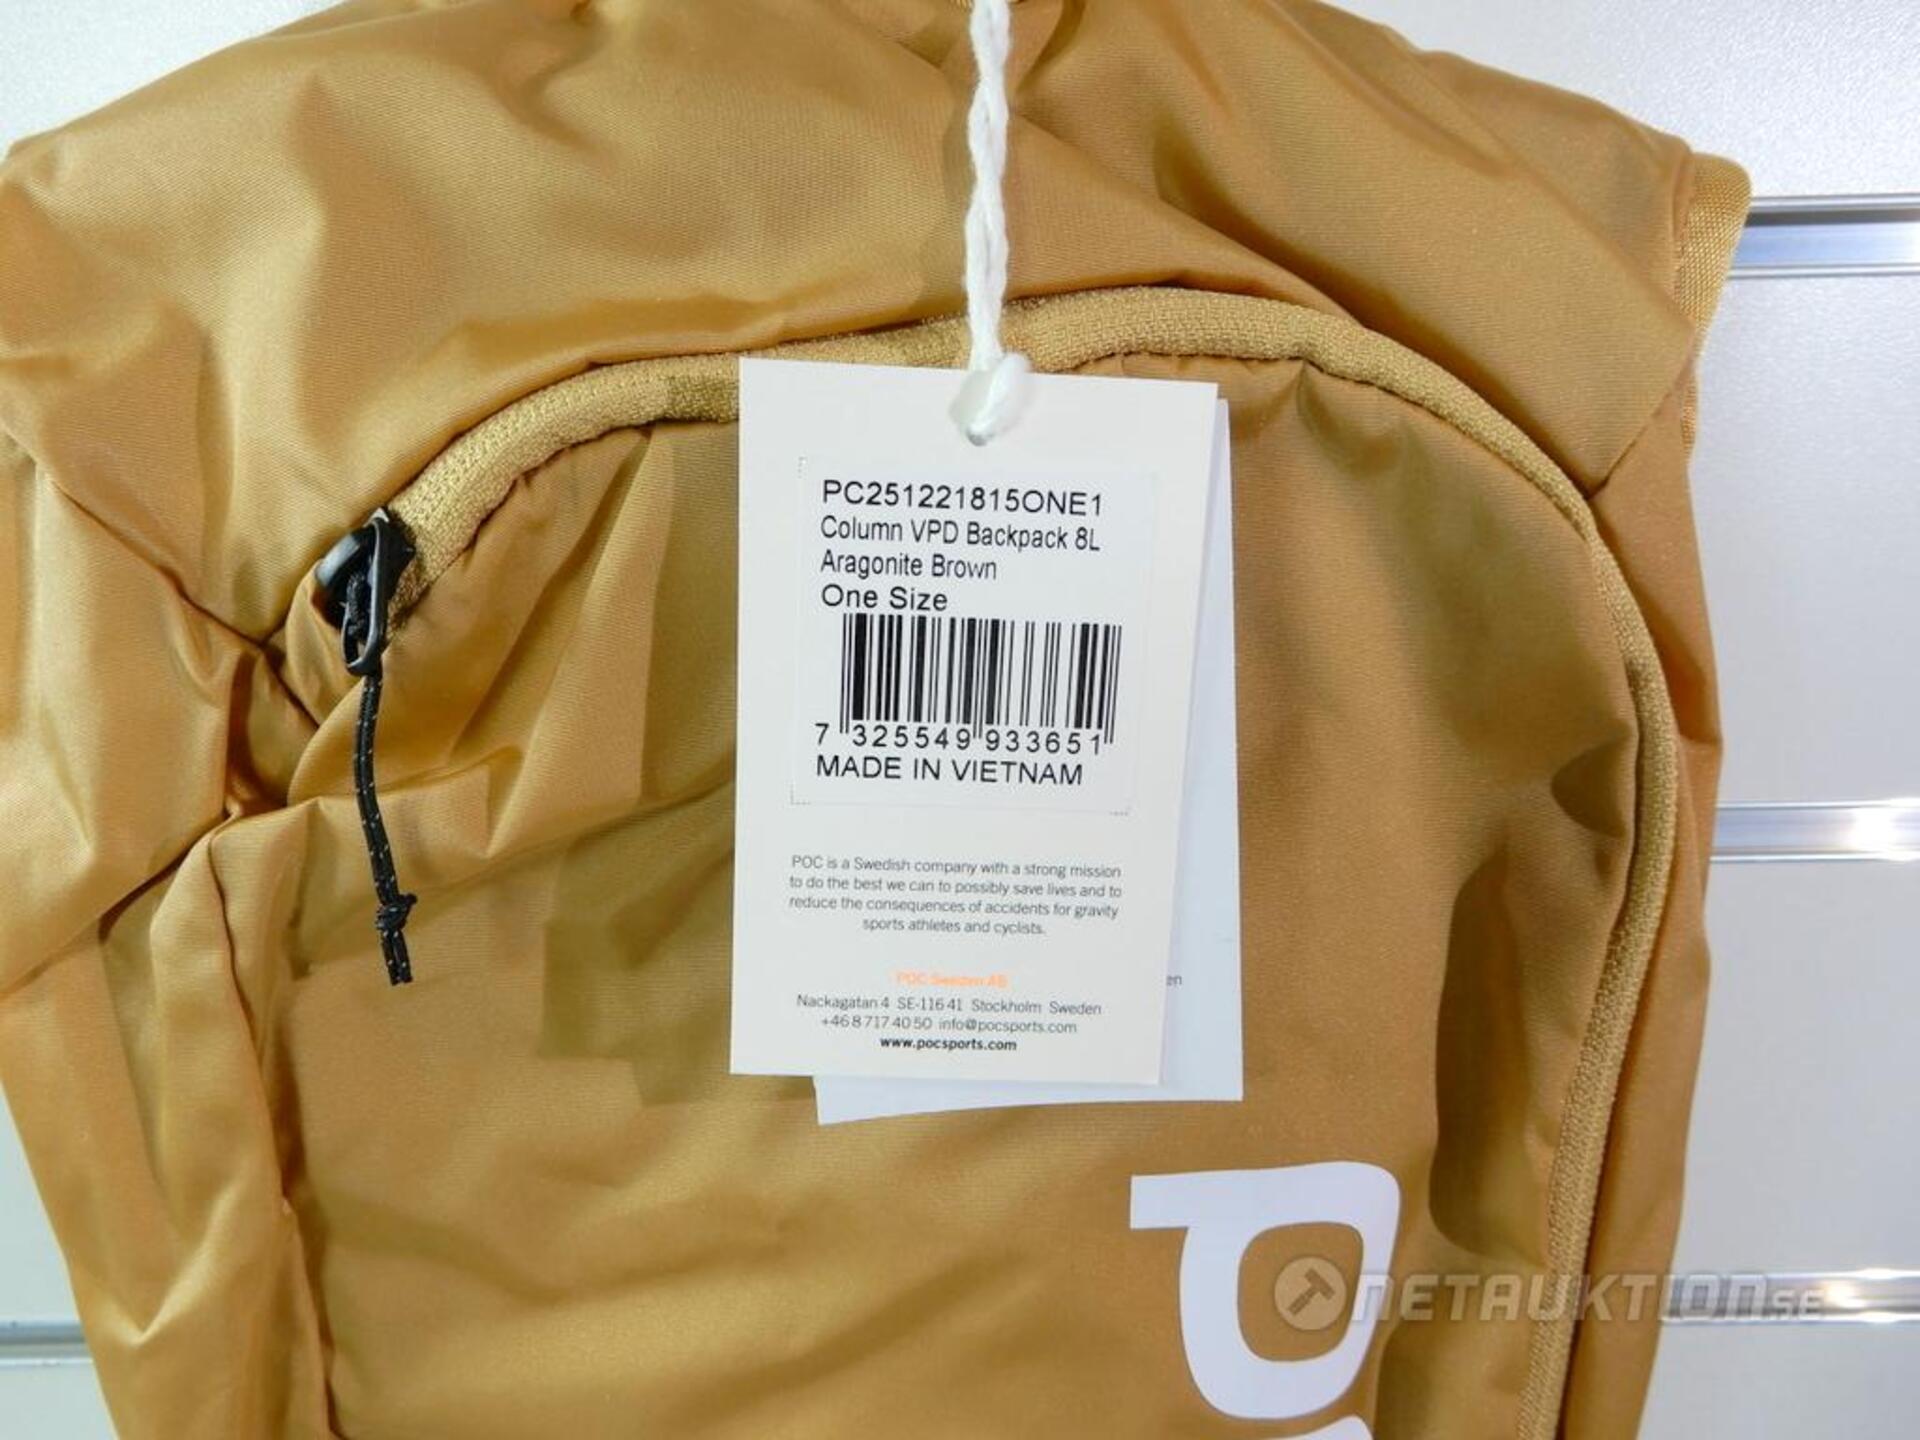 PC251221815ONE1
Column VPD Backpack 8L
Aragonite Brown
One Size
7 325549 933651
MADE IN VIETNAM
POC is a Swedish company with a strong mission
to do the best we can to possibly save lives and to
reduce the consequences of accidents for gravity
sports athletes and cyclists.
POC Sweden AB
Nackagatan 4 SE-116 41 Stockholm Sweden
+46 8 717 40 50 info@pocsports.com
www.pocsports.com
en
NETAUKTION.SE